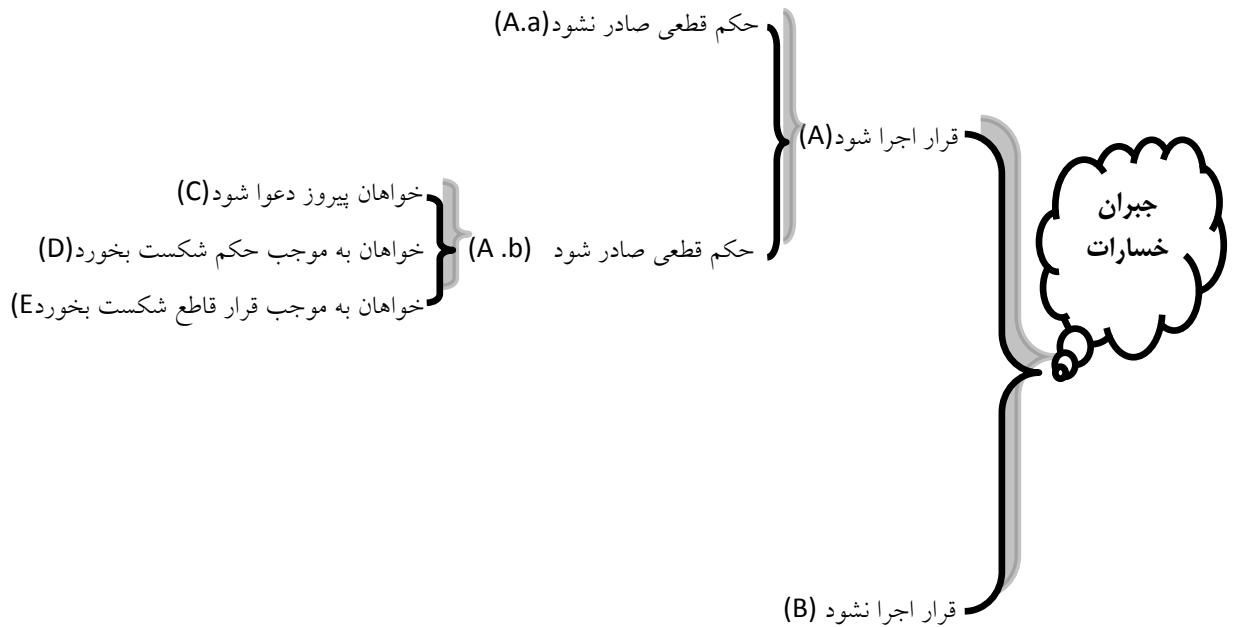 جبران
خسارات
قرار اجرا شود(A)
حکم قطعی صادر نشود(A.a)
حکم قطعی صادر شود (A .b)
خواهان پیروز دعوا شود(C)
خواهان به موجب حکم شکست بخورد(D)
خواهان به موجب قرار قاطع شکست بخوردE)
قرار اجرا نشود (B)